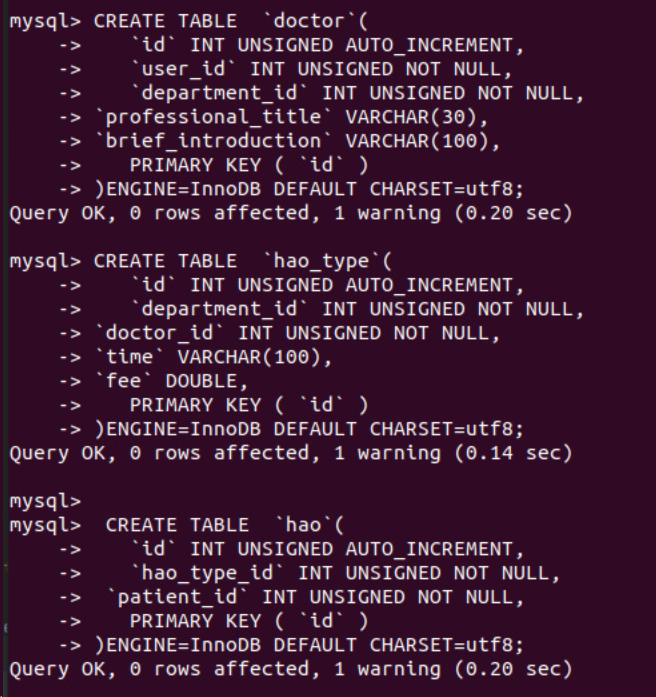 mysql> CREATE TABLE  `doctor`(
    ->     `id` INT UNSIGNED AUTO_INCREMENT,
    ->     `user_id` INT UNSIGNED NOT NULL,
    ->     `department_id` INT UNSIGNED NOT NULL,
    -> `professional_title` VARCHAR(30),
    -> `brief_introduction` VARCHAR(100),
    ->    PRIMARY KEY ( `id` )
    -> )ENGINE=InnoDB DEFAULT CHARSET=utf8;
Query OK, 0 rows affected, 1 warning (0.20 sec)

mysql> CREATE TABLE  `hao_type`(
    ->     `id` INT UNSIGNED AUTO_INCREMENT,
    ->     `department_id` INT UNSIGNED NOT NULL,
    -> `doctor_id` INT UNSIGNED NOT NULL,
    -> `time` VARCHAR(100),
    -> `fee` DOUBLE,
    ->    PRIMARY KEY ( `id` )
    -> )ENGINE=InnoDB DEFAULT CHARSET=utf8;
Query OK, 0 rows affected, 1 warning (0.14 sec)

mysql>
mysql>  CREATE TABLE  `hao`(
    ->     `id` INT UNSIGNED AUTO_INCREMENT,
    ->     `hao_type_id` INT UNSIGNED NOT NULL,
    ->  `patient_id` INT UNSIGNED NOT NULL,
    ->    PRIMARY KEY ( `id` )
    -> )ENGINE=InnoDB DEFAULT CHARSET=utf8;
Query OK, 0 rows affected, 1 warning (0.20 sec)